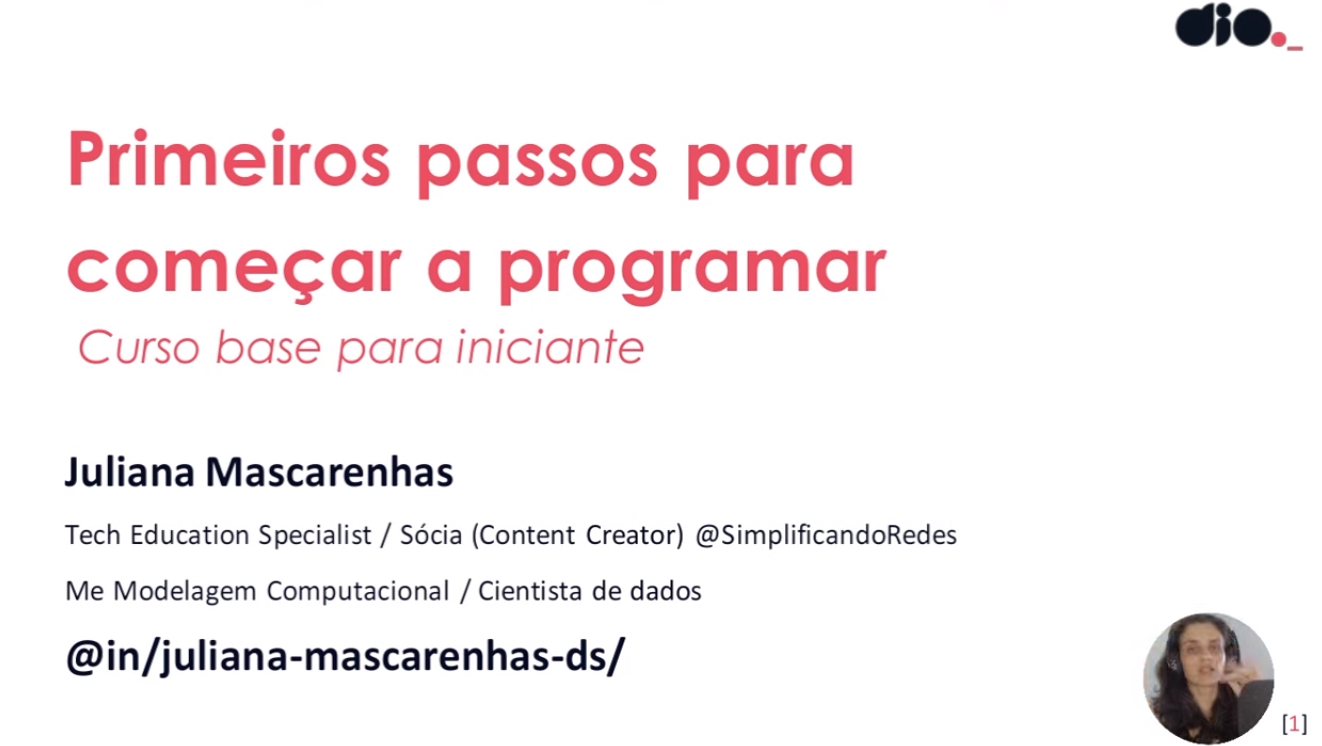 dio._
Primeiros passos para
começar a programar
Curso base para iniciante
Juliana Mascarenhas
Tech Education Specialist / Sócia (Content Creator) @SimplificandoRedes
Me Modelagem Computacional / Cientista de dados
@in/juliana-mascarenhas-ds/
[1]